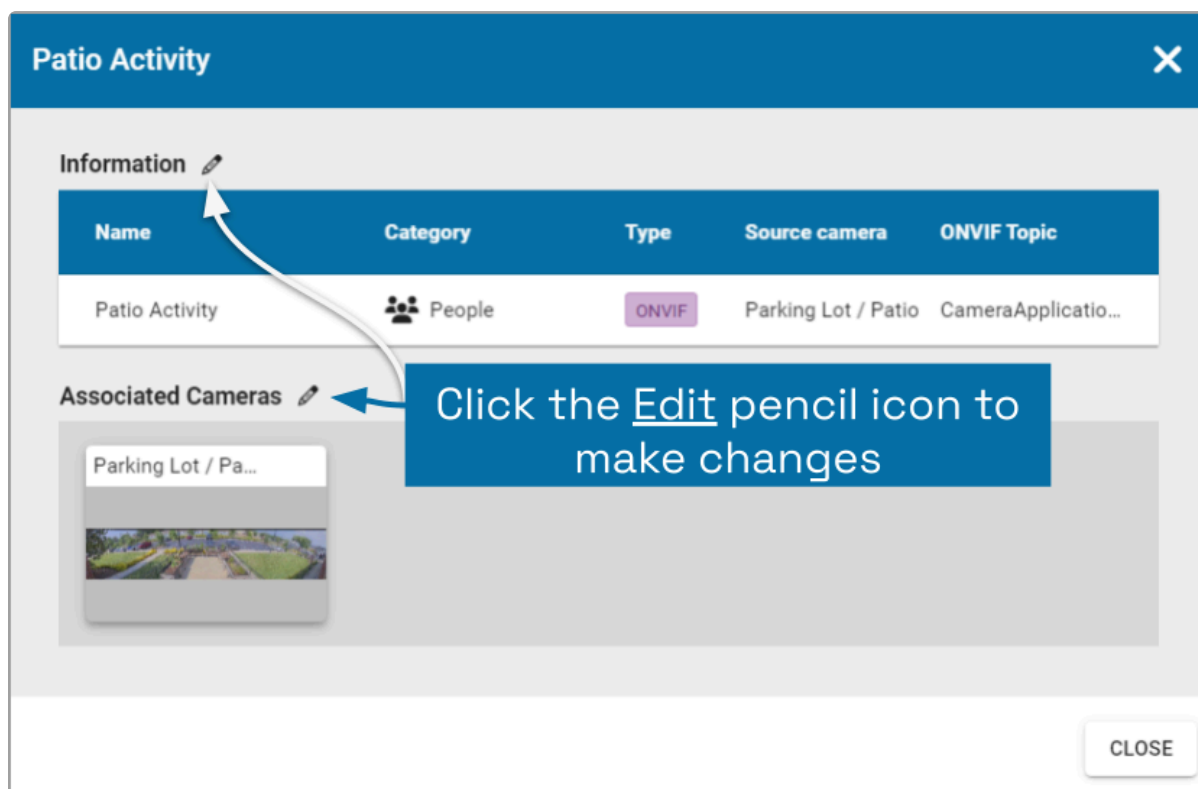 Patio Activity
Information
Name Category Type Source camera ONVIF Topic
Patio Activity People ONVIF Parking Lot / Patio CameraApplicatio...
Associated Cameras
Click the Edit pencil icon to
make changes
Parking Lot / Pa...
CLOSE